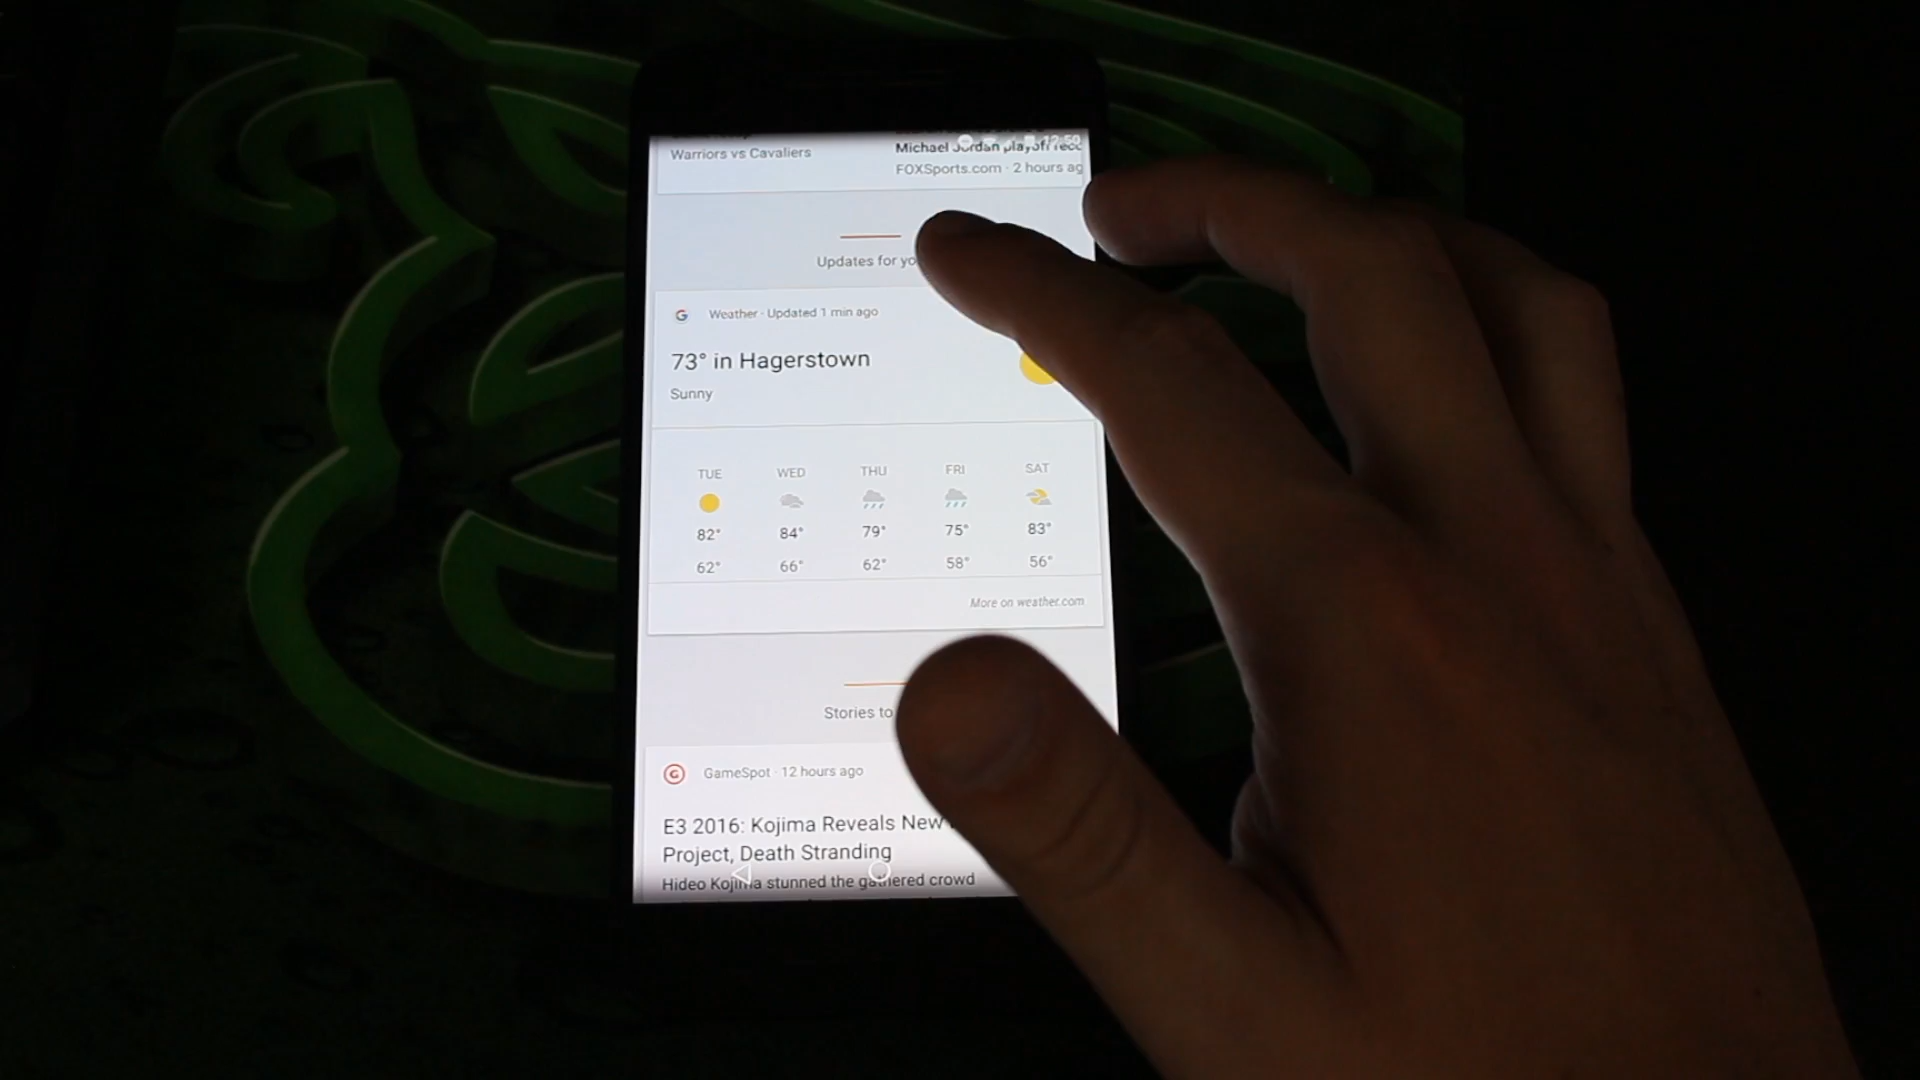 12:50
Warriors vs Cavaliers
Michael Jordan playoff rec
FOXSports.com · 2 hours ag
Updates for yo
Weather · Updated 1 min ago
73° in Hagerstown
Sunny
TUE WED THU FRI SAT
82° 84° 79° 75° 83°
62° 66° 62° 58° 56°
More on weather.com
Stories to
GameSpot · 12 hours ago
E3 2016: Kojima Reveals New
Project, Death Stranding
Hideo Kojima stunned the gathered crowd